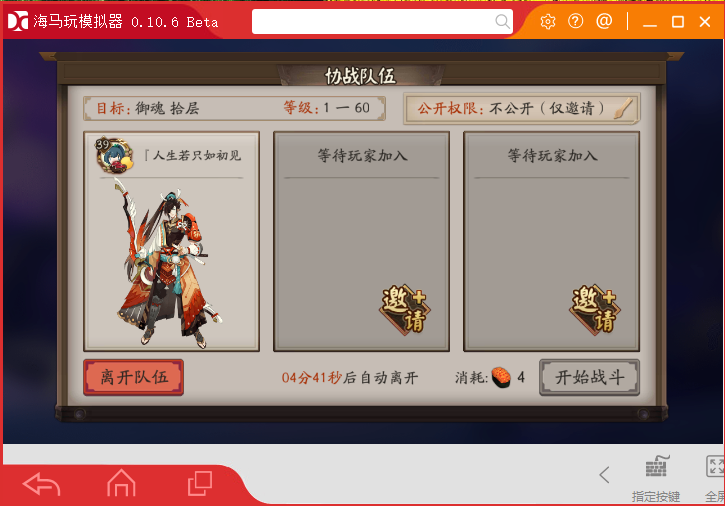 海马玩模拟器 0.10.6 Beta
协战队伍
目标: 御魂 拾层
等级: 1 一 60
公开权限: 不公开（仅邀请）
39
「人生若只如初见
等待玩家加入
等待玩家加入
邀+请
邀+请
离开队伍
04分41秒后自动离开
消耗: 4
开始战斗
指定按键
全屏